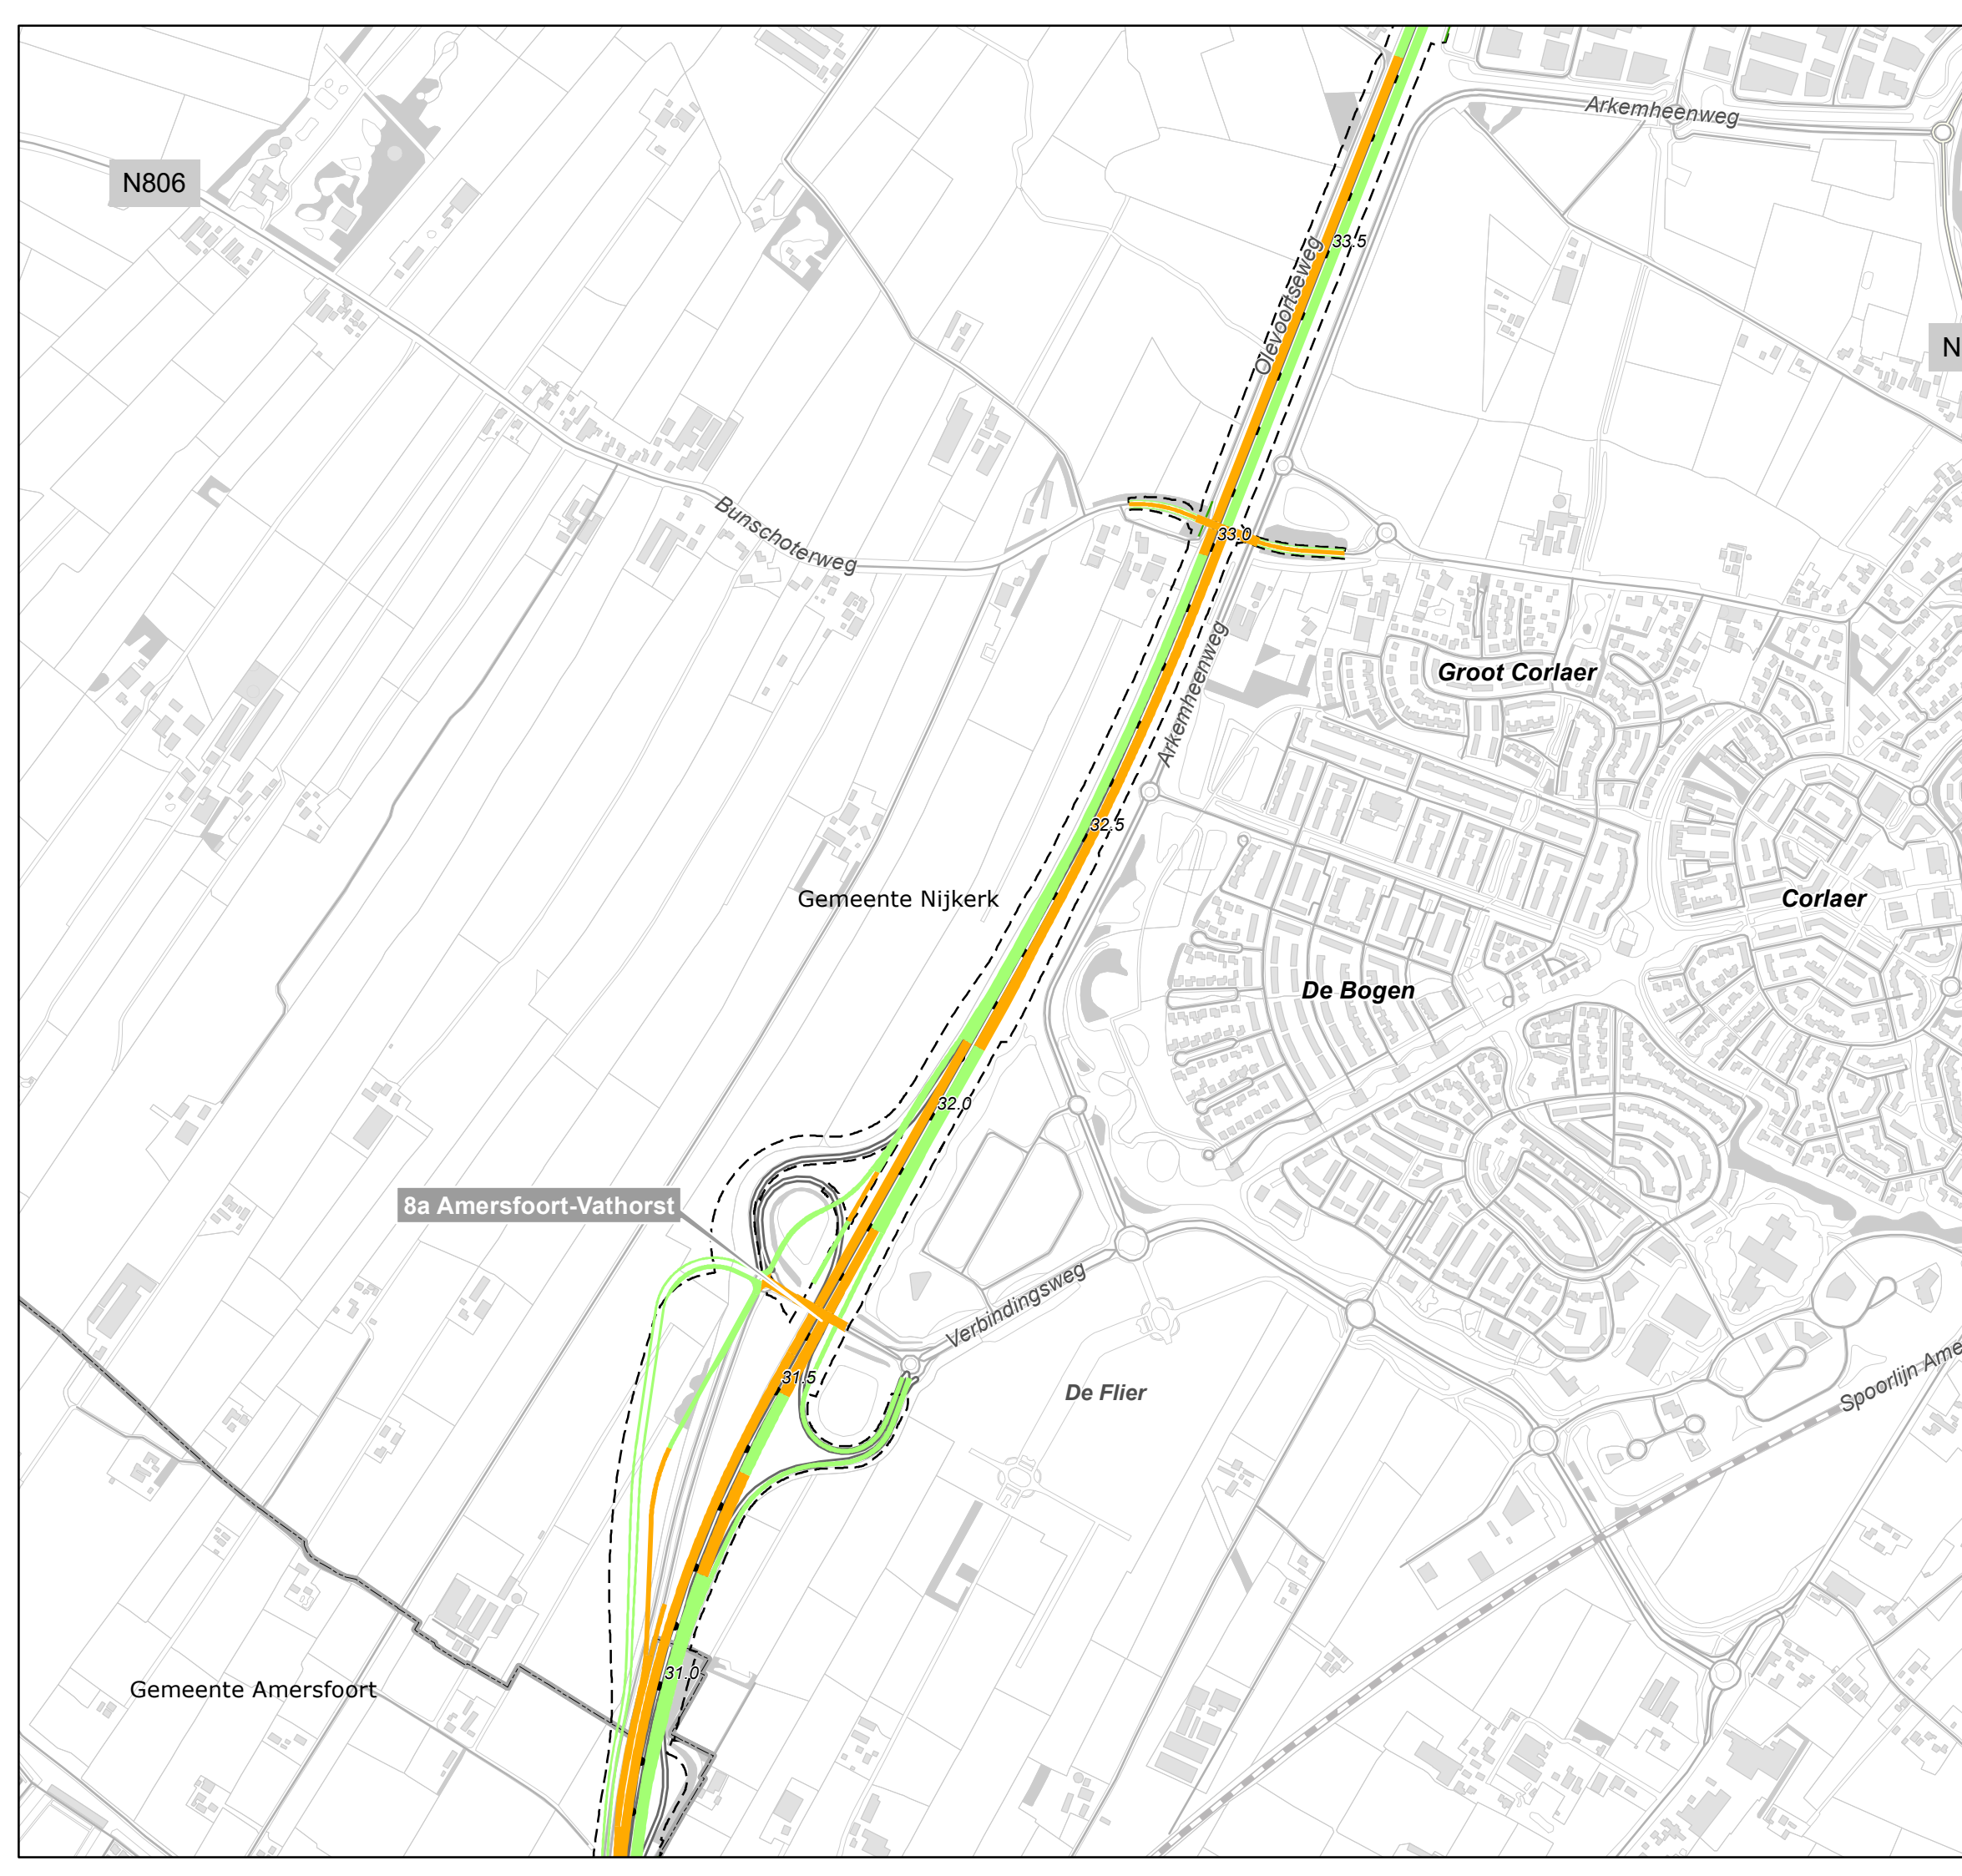 Arkemheenweg
N806
33.5
Olevoortseweg
N
Bunschoterweg
33.0
Arkemheenweg
Groot Corlaer
32.5
Gemeente Nijkerk
Corlaer
De Bogen
32.0
8a Amersfoort-Vathorst
Verbindingsweg
31.5
De Flier
Spoorlijn Ame
31.0
Gemeente Amersfoort